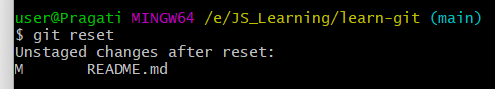 user@Pragati MINGW64 /e/JS_Learning/learn-git (main)
$ git reset
Unstaged changes after reset:
M       README.md